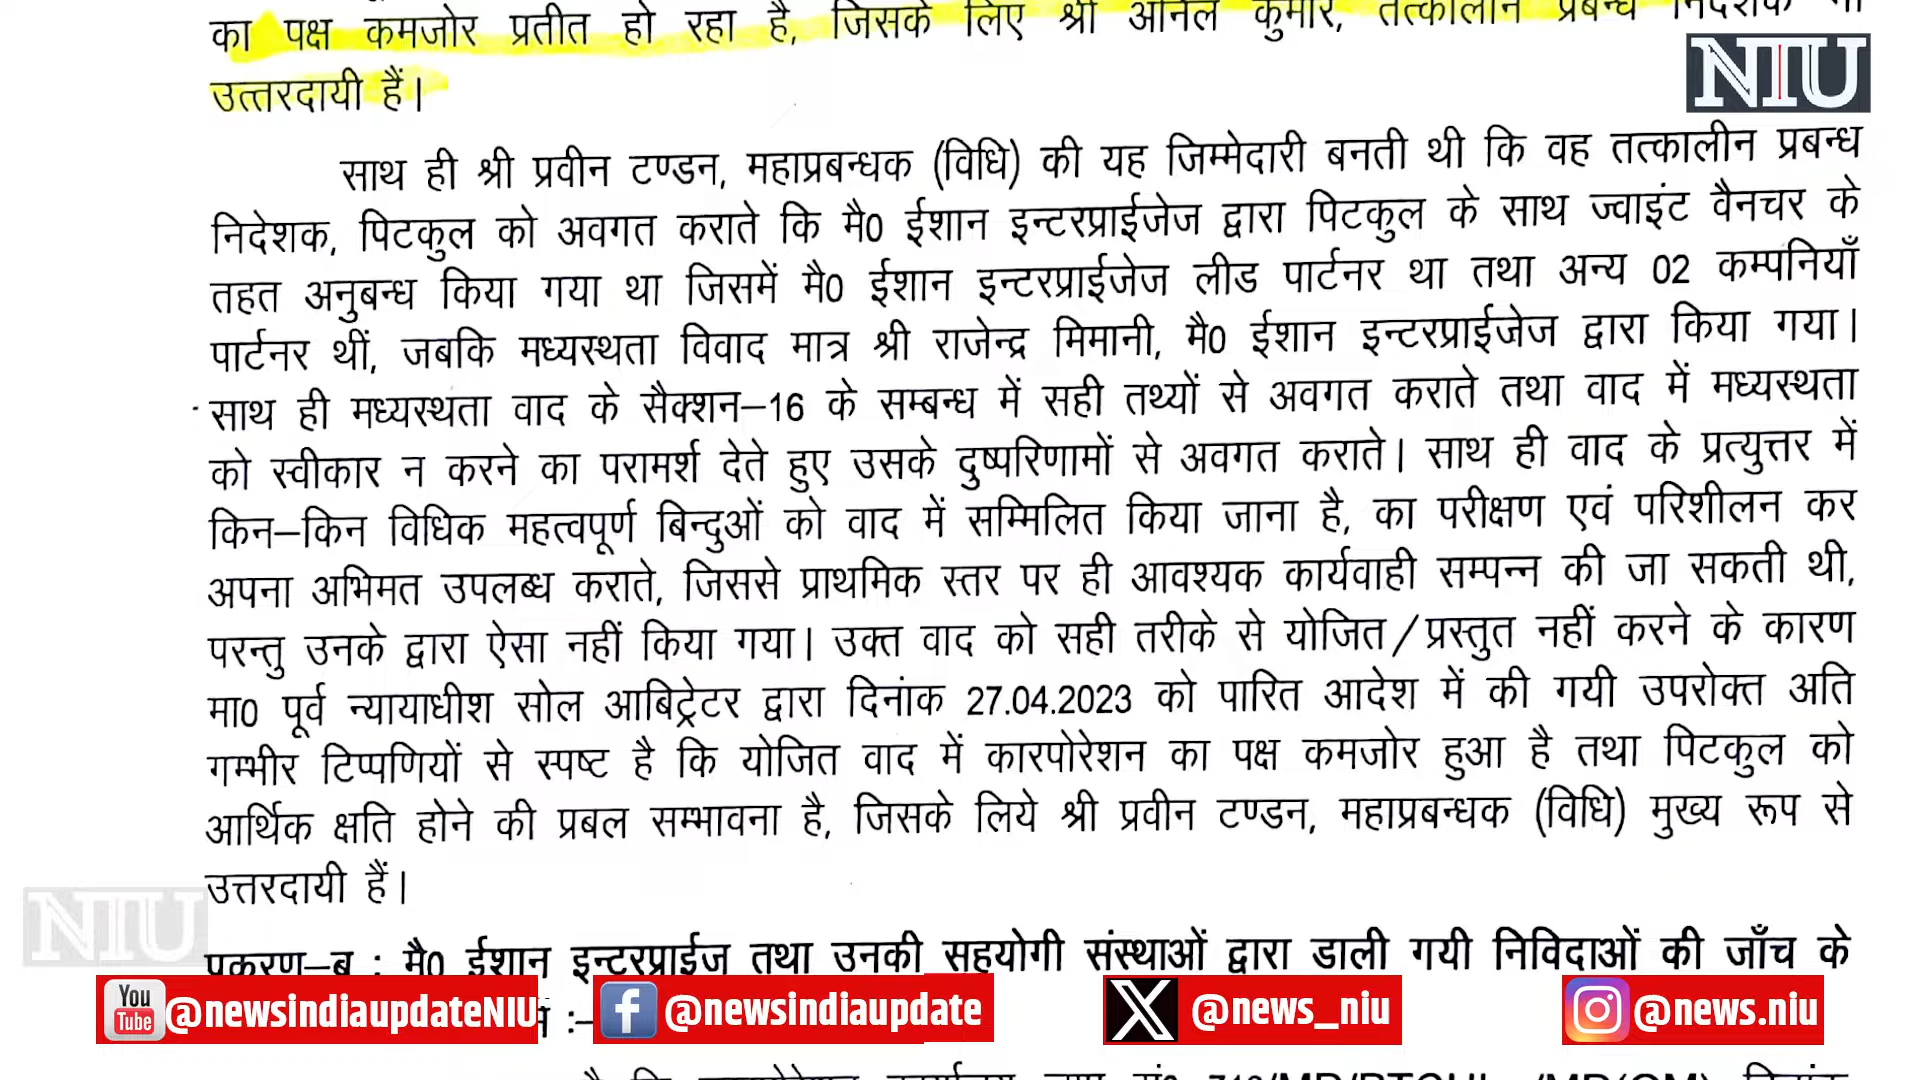 का पक्ष कमजोर प्रतीत हो रहा है, जिसके लिए श्री अनिल कुमार, तत्कालीन प्रबन्ध निदेशक
उत्तरदायी हैं।
NIU
साथ ही श्री प्रवीन टण्डन, महाप्रबन्धक (विधि) की यह जिम्मेदारी बनती थी कि वह तत्कालीन प्रबन्ध
निदेशक, पिटकुल को अवगत कराते कि मै0 ईशान इन्टरप्राईजेज द्वारा पिटकुल के साथ ज्वाइंट वैनचर के
तहत अनुबन्ध किया गया था जिसमें मै0 ईशान इन्टरप्राईजेज लीड पार्टनर था तथा अन्य 02 कम्पनियाँ
पार्टनर थीं, जबकि मध्यस्थता विवाद मात्र श्री राजेन्द्र मिमानी, मै0 ईशान इन्टरप्राईजेज द्वारा किया गया।
साथ ही मध्यस्थता वाद के सैक्शन–16 के सम्बन्ध में सही तथ्यों से अवगत कराते तथा वाद में मध्यस्थता
को स्वीकार न करने का परामर्श देते हुए उसके दुष्परिणामों से अवगत कराते। साथ ही वाद के प्रत्युत्तर में
किन–किन विधिक महत्वपूर्ण बिन्दुओं को वाद में सम्मिलित किया जाना है, का परीक्षण एवं परिशीलन कर
अपना अभिमत उपलब्ध कराते, जिससे प्राथमिक स्तर पर ही आवश्यक कार्यवाही सम्पन्न की जा सकती थी,
परन्तु उनके द्वारा ऐसा नहीं किया गया। उक्त वाद को सही तरीके से योजित/प्रस्तुत नहीं करने के कारण
मा0 पूर्व न्यायाधीश सोल आबिट्रेटर द्वारा दिनांक 27.04.2023 को पारित आदेश में की गयी उपरोक्त अति
गम्भीर टिप्पणियों से स्पष्ट है कि योजित वाद में कारपोरेशन का पक्ष कमजोर हुआ है तथा पिटकुल को
आर्थिक क्षति होने की प्रबल सम्भावना है, जिसके लिये श्री प्रवीन टण्डन, महाप्रबन्धक (विधि) मुख्य रूप से
उत्तरदायी हैं।
NIU
प्रकरण–ब : मै0 ईशान इन्टरप्राईज तथा उनकी सहयोगी संस्थाओं द्वारा डाली गयी निविदाओं की जाँच के
You Tube @newsindiaupdateNIU :– @newsindiaupdate @news_niu @news.niu